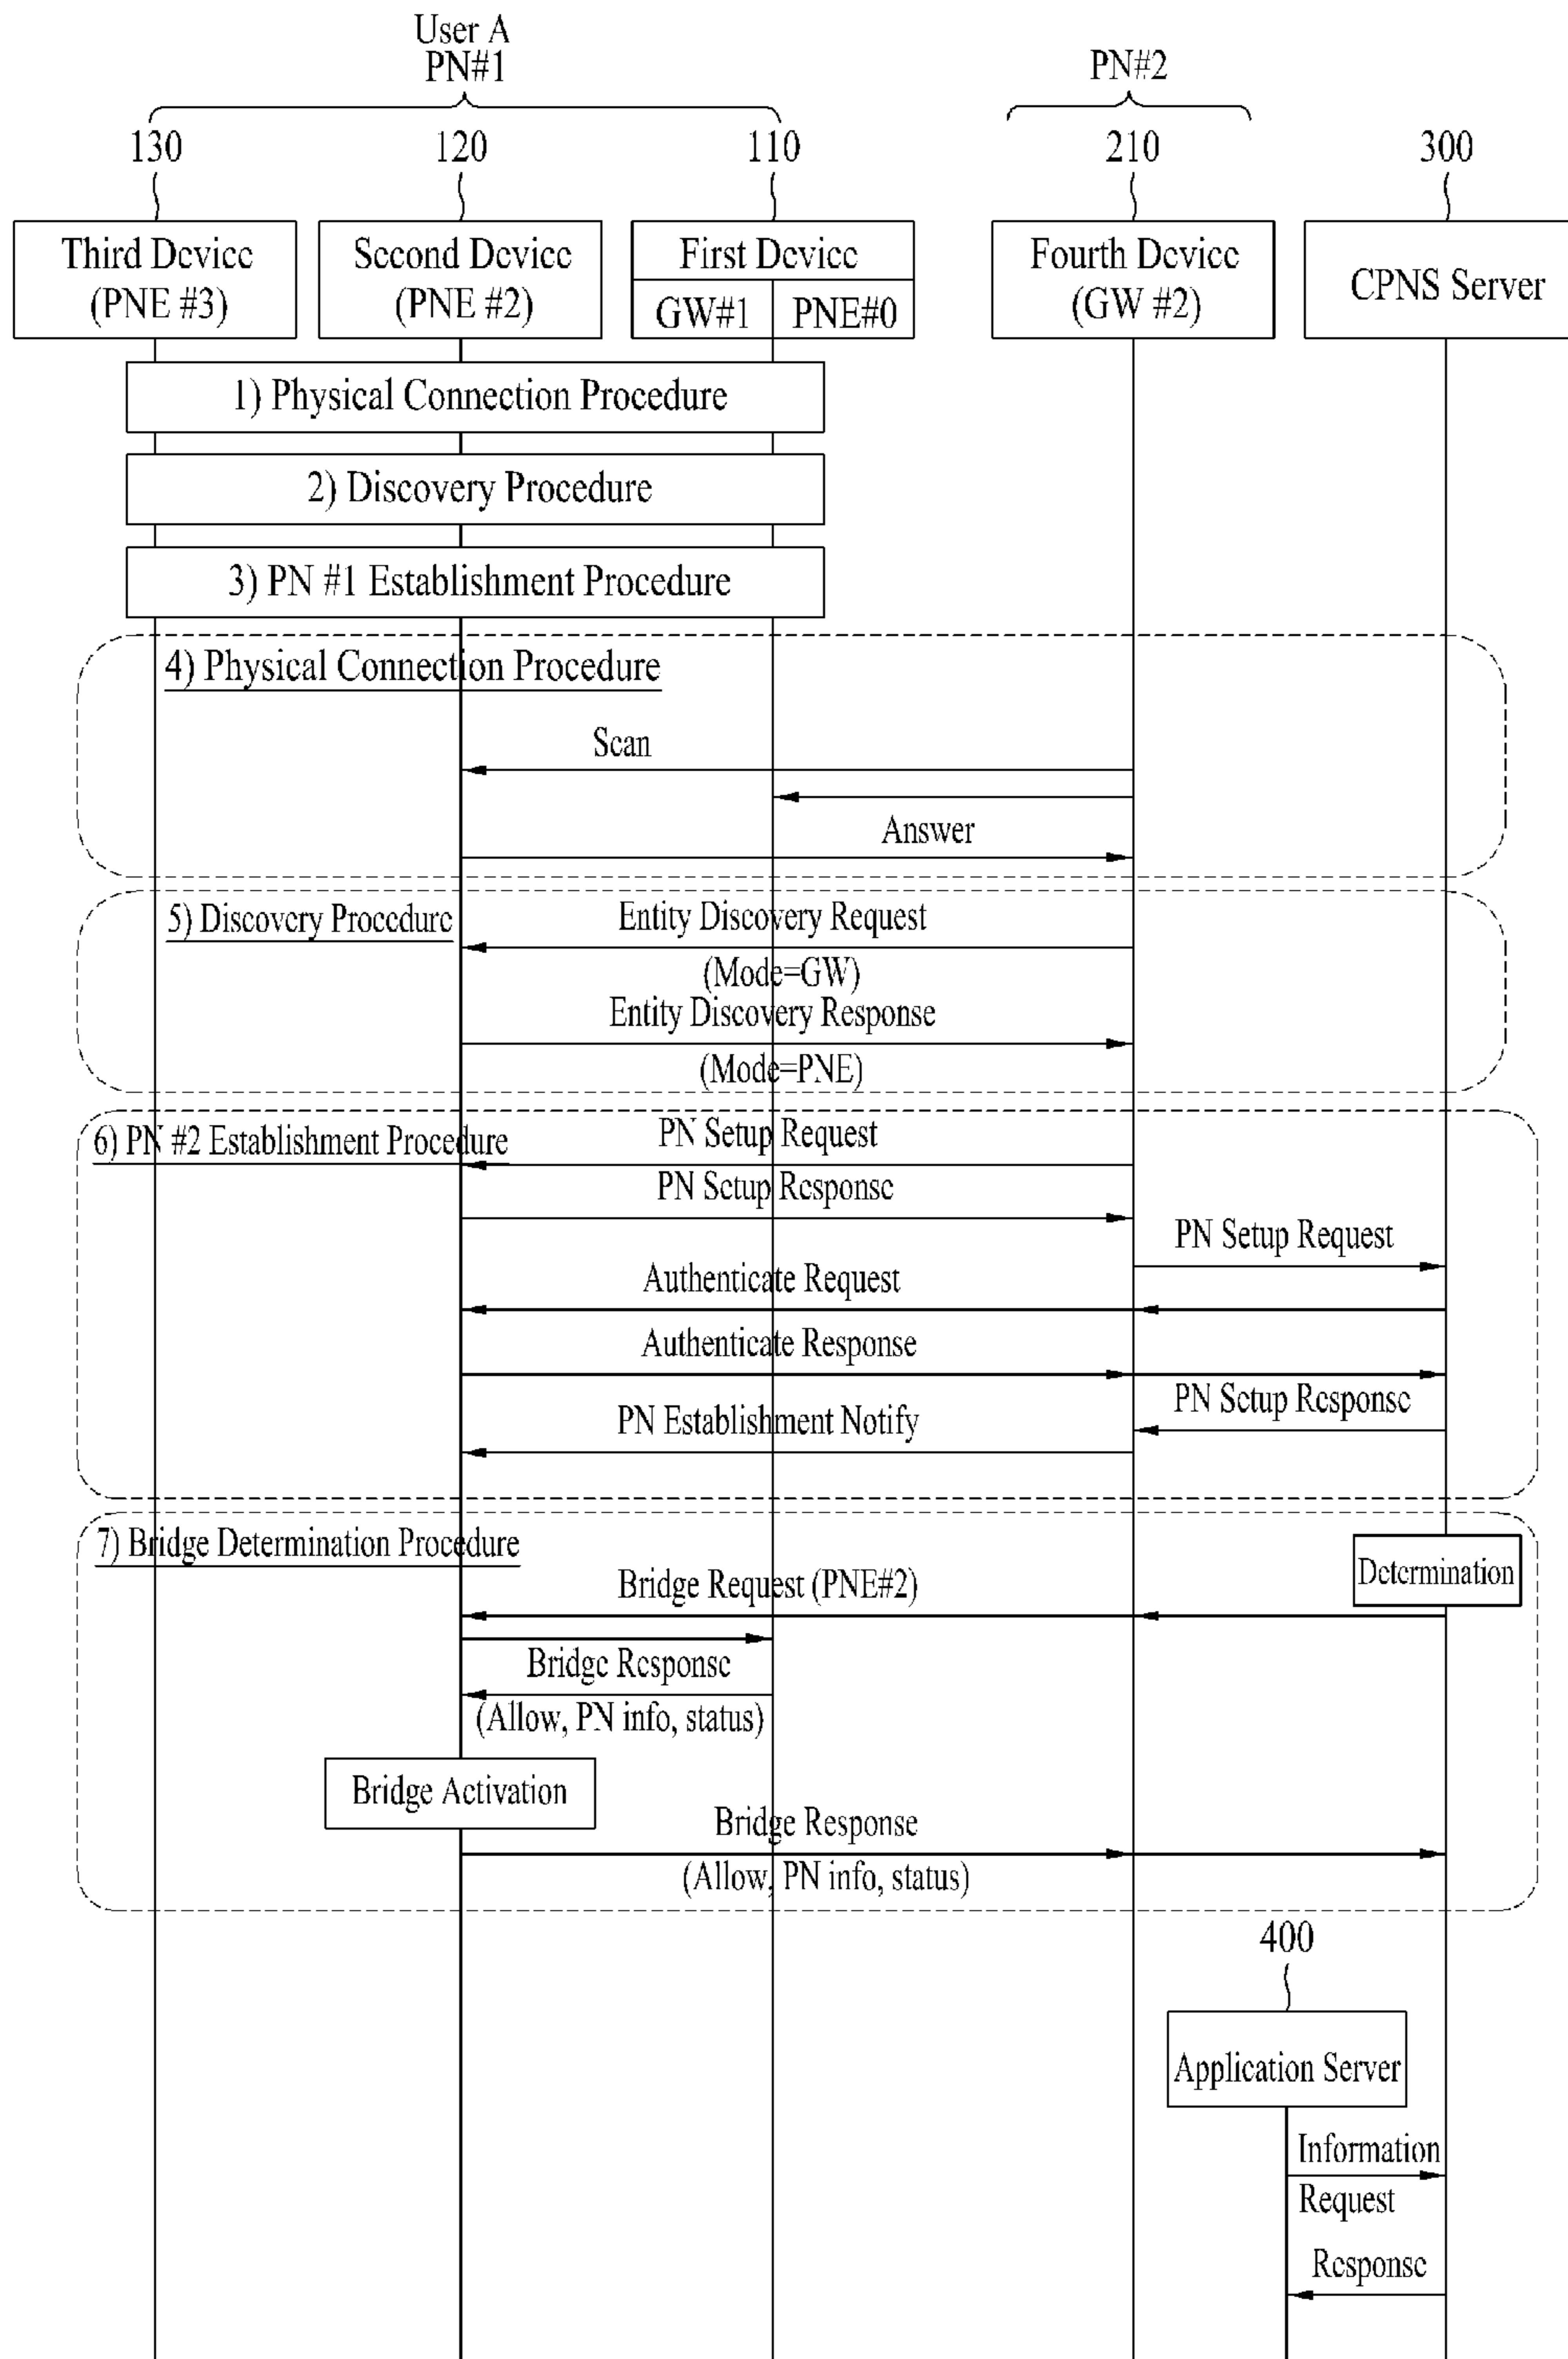 User A
PN#1
PN#2
130
120
110
210
300
Third Device
(PNE #3)
Second Device
(PNE #2)
First Device
GW#1
PNE#0
Fourth Device
(GW #2)
CPNS Server
1) Physical Connection Procedure
2) Discovery Procedure
3) PN #1 Establishment Procedure
4) Physical Connection Procedure
Scan
Answer
5) Discovery Procedure
Entity Discovery Request
(Mode=GW)
Entity Discovery Response
(Mode=PNE)
6) PN #2 Establishment Procedure
PN Setup Request
PN Setup Response
PN Setup Request
Authenticate Request
Authenticate Response
PN Setup Response
PN Establishment Notify
7) Bridge Determination Procedure
Determination
Bridge Request (PNE#2)
Bridge Response
(Allow, PN info, status)
Bridge Activation
Bridge Response
(Allow, PN info, status)
400
Application Server
Information
Request
Response